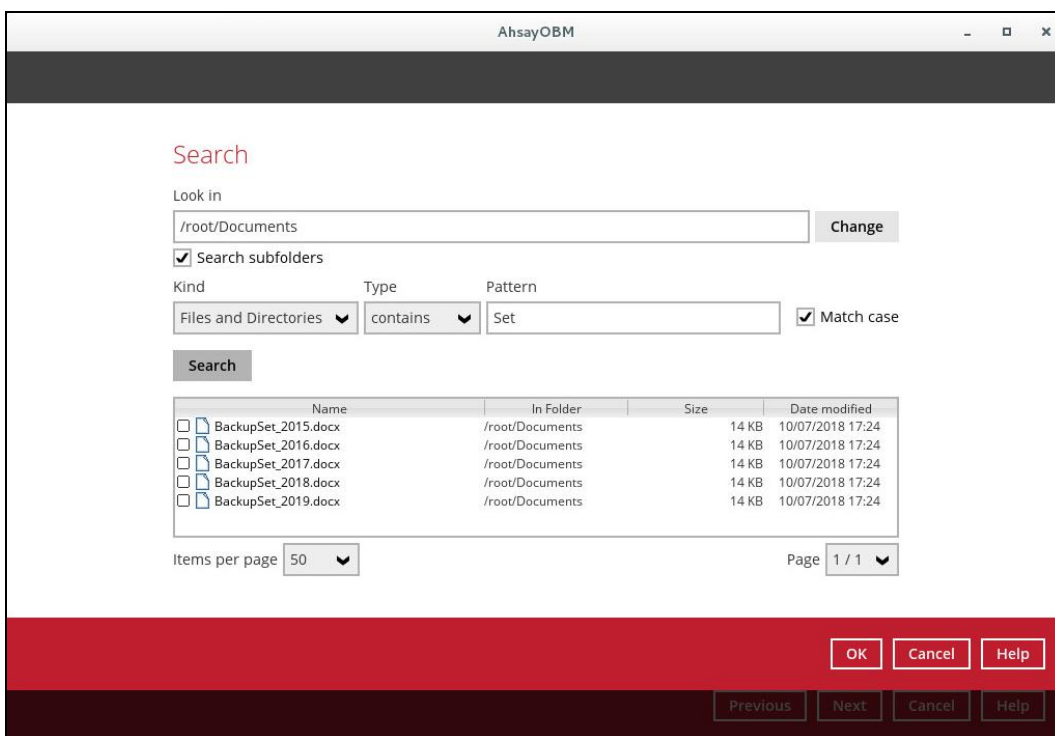 AhsayOBM
Search
Look in
/root/Documents Change
Search subfolders
Kind Type Pattern
Files and Directories contains Set Match case
Search
Name In Folder Size Date modified
BackupSet_2015.docx /root/Documents 14 KB 10/07/2018 17:24
BackupSet_2016.docx /root/Documents 14 KB 10/07/2018 17:24
BackupSet_2017.docx /root/Documents 14 KB 10/07/2018 17:24
BackupSet_2018.docx /root/Documents 14 KB 10/07/2018 17:24
BackupSet_2019.docx /root/Documents 14 KB 10/07/2018 17:24
Items per page 50 Page 1 / 1
OK Cancel Help
Previous Next Cancel Help